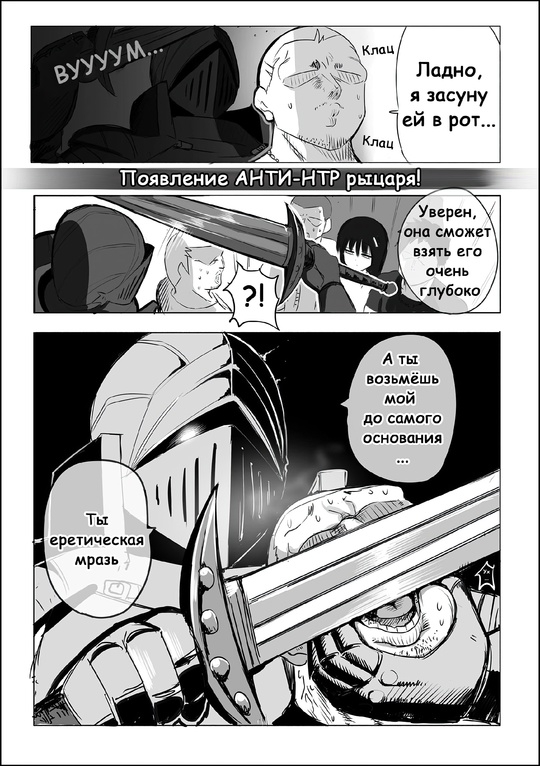 ВУУУУМ...
Клац
Ладно,
я засуну
ей в рот...
Клац
Появление АНТИ-НТР рыцаря!
Уверен,
она сможет
взять его
очень
глубоко
?!
А ты
возьмёшь
мой
до самого
основания
...
Ты
еретическая
мразь